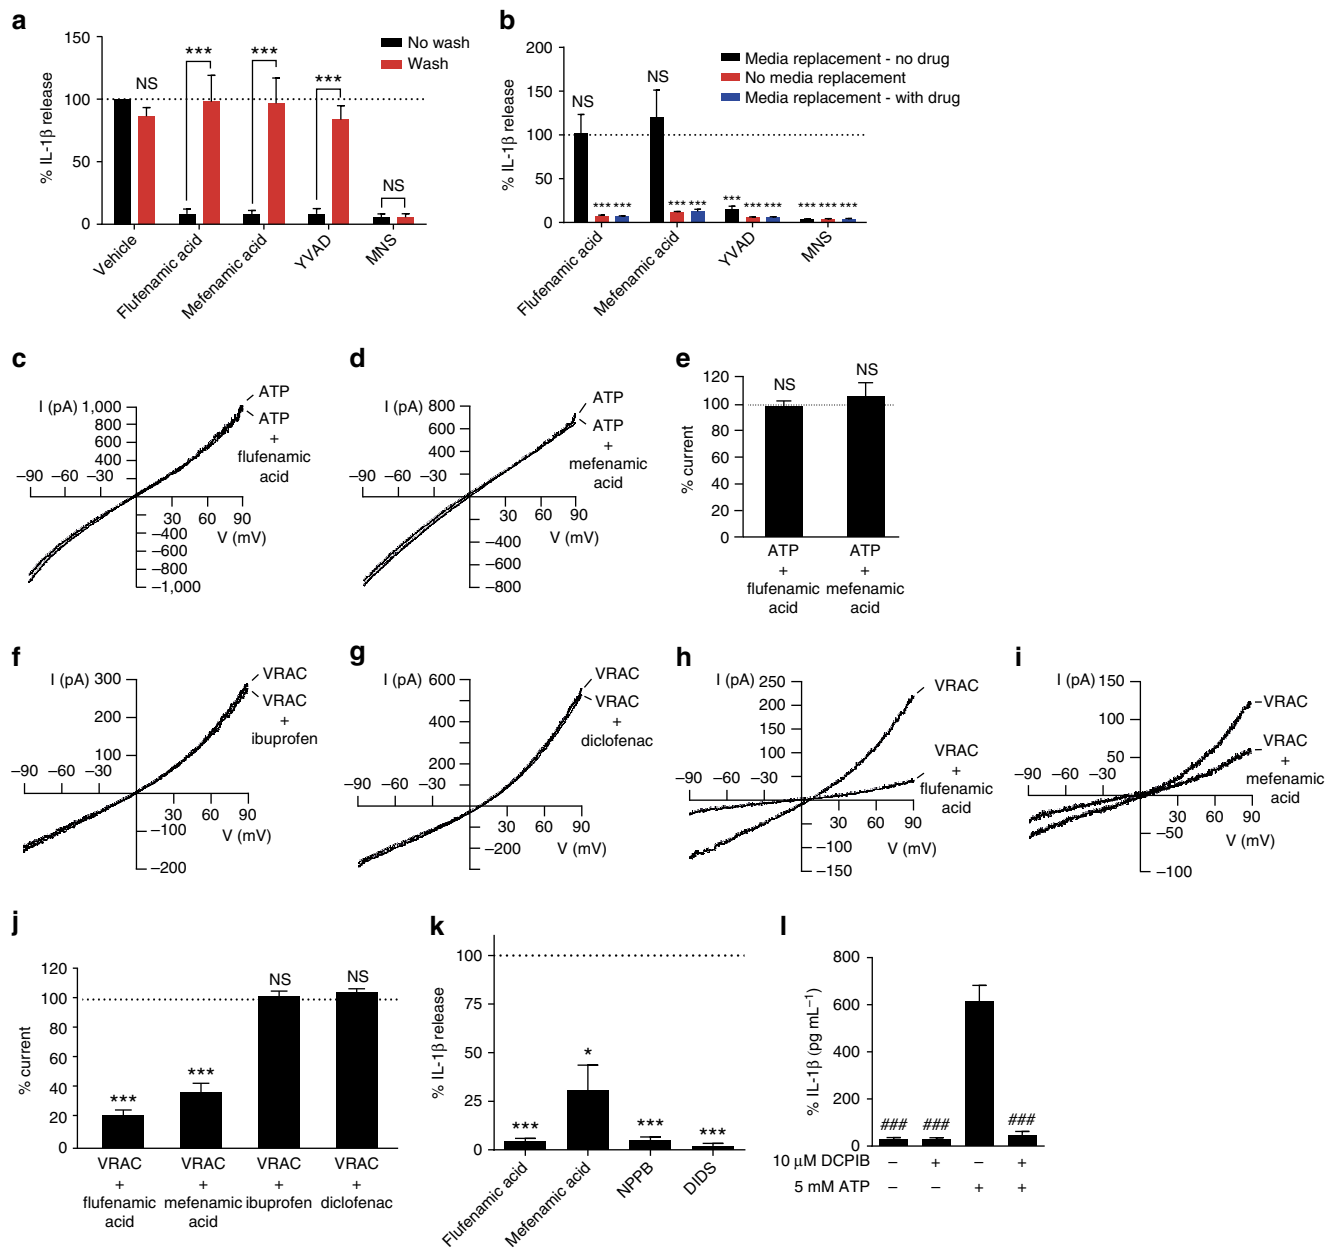 a
150
100
50
0
% IL-1β release
No wash
Wash
NS
***
***
***
NS
Vehicle
Flufenamic acid
Mefenamic acid
YVAD
MNS
b
200
150
100
50
0
% IL-1β release
Media replacement - no drug
No media replacement
Media replacement - with drug
NS
*** ***
NS
*** ***
***
*** ***
*** *** ***
Flufenamic acid
Mefenamic acid
YVAD
MNS
c
I (pA)
1,000
800
600
400
−90 −60 −30
30 60 90
V (mV)
−400
−600
−800
−1,000
ATP
ATP
+
flufenamic
acid
d
I (pA)
800
600
400
−90 −60 −30
30 60 90
V (mV)
−400
−600
−800
ATP
ATP
+
mefenamic
acid
e
120
100
80
60
40
20
0
% current
NS
NS
ATP
+
flufenamic
acid
ATP
+
mefenamic
acid
f
I (pA)
300
200
100
−90 −60 −30
30 60 90
V (mV)
−100
−200
VRAC
VRAC
+
ibuprofen
g
I (pA)
600
400
200
−90 −60 −30
30 60 90
V (mV)
−200
VRAC
VRAC
+
diclofenac
h
I (pA)
250
200
150
100
−90 −60 −30
30 60 90
V (mV)
−100
−150
VRAC
VRAC
+
flufenamic
acid
i
I (pA)
150
100
50
−90 −60 −30
30 60 90
V (mV)
−50
−100
VRAC
VRAC
+
mefenamic
acid
j
120
100
80
60
40
20
0
% current
***
***
NS
NS
VRAC
+
flufenamic
acid
VRAC
+
mefenamic
acid
VRAC
+
ibuprofen
VRAC
+
diclofenac
k
100
75
50
25
0
% IL-1β release
***
*
***
***
Flufenamic acid
Mefenamic acid
NPPB
DIDS
l
800
600
400
200
0
% IL-1β (pg mL⁻¹)
###
###
###
10 μM DCPIB − + − +
5 mM ATP − − + +